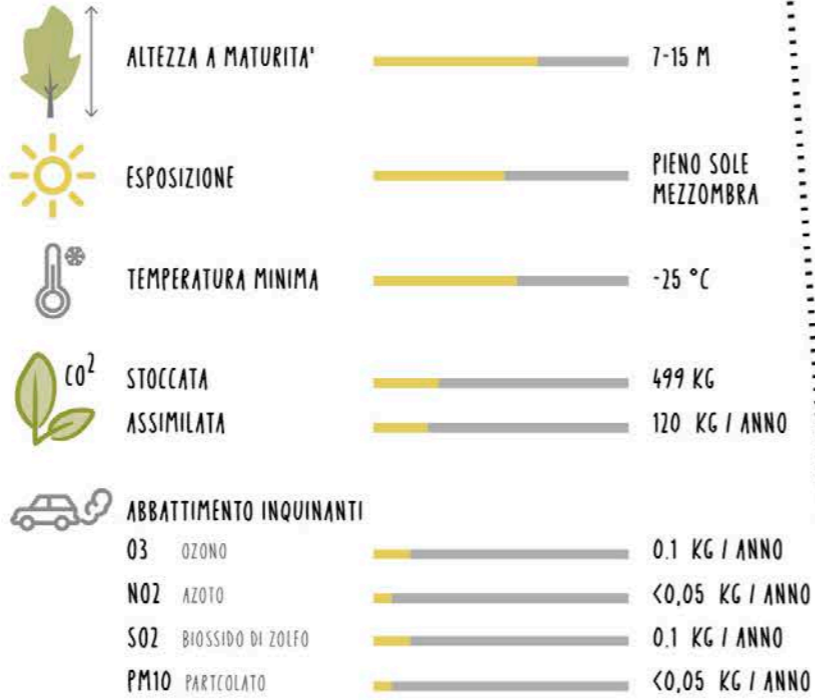 ALTEZZA A MATURITA' 7-15 M
ESPOSIZIONE PIENO SOLE
MEZZOMBRA
TEMPERATURA MINIMA -25 °C
CO2 STOCCATA 499 KG
ASSIMILATA 120 KG / ANNO
ABBATTIMENTO INQUINANTI
O3 OZONO 0.1 KG / ANNO
NO2 AZOTO <0,05 KG / ANNO
SO2 BIOSSIDO DI ZOLFO 0.1 KG / ANNO
PM10 PARTCOLATO <0,05 KG / ANNO